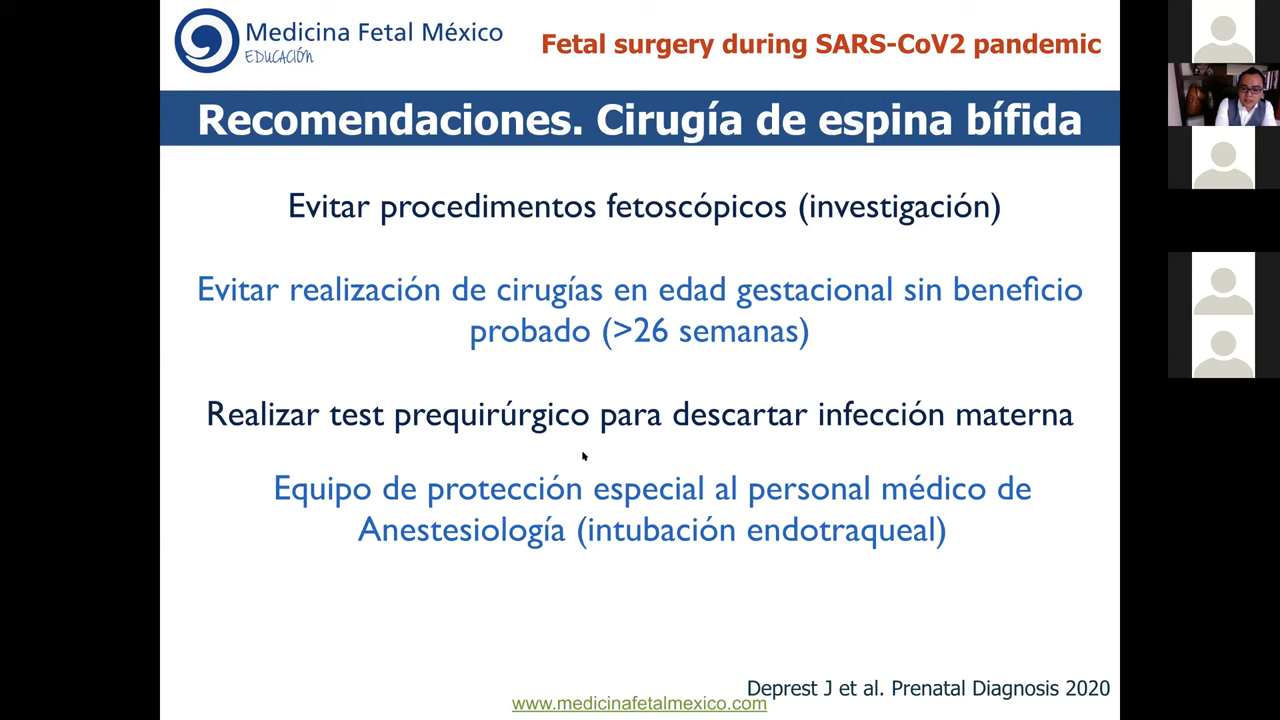 Medicina Fetal México
EDUCACIÓN
Fetal surgery during SARS-CoV2 pandemic
Recomendaciones. Cirugía de espina bífida
Evitar procedimentos fetoscópicos (investigación)
Evitar realización de cirugías en edad gestacional sin beneficio
probado (>26 semanas)
Realizar test prequirúrgico para descartar infección materna
Equipo de protección especial al personal médico de
Anestesiología (intubación endotraqueal)
Deprest J et al. Prenatal Diagnosis 2020
www.medicinafetalmexico.com